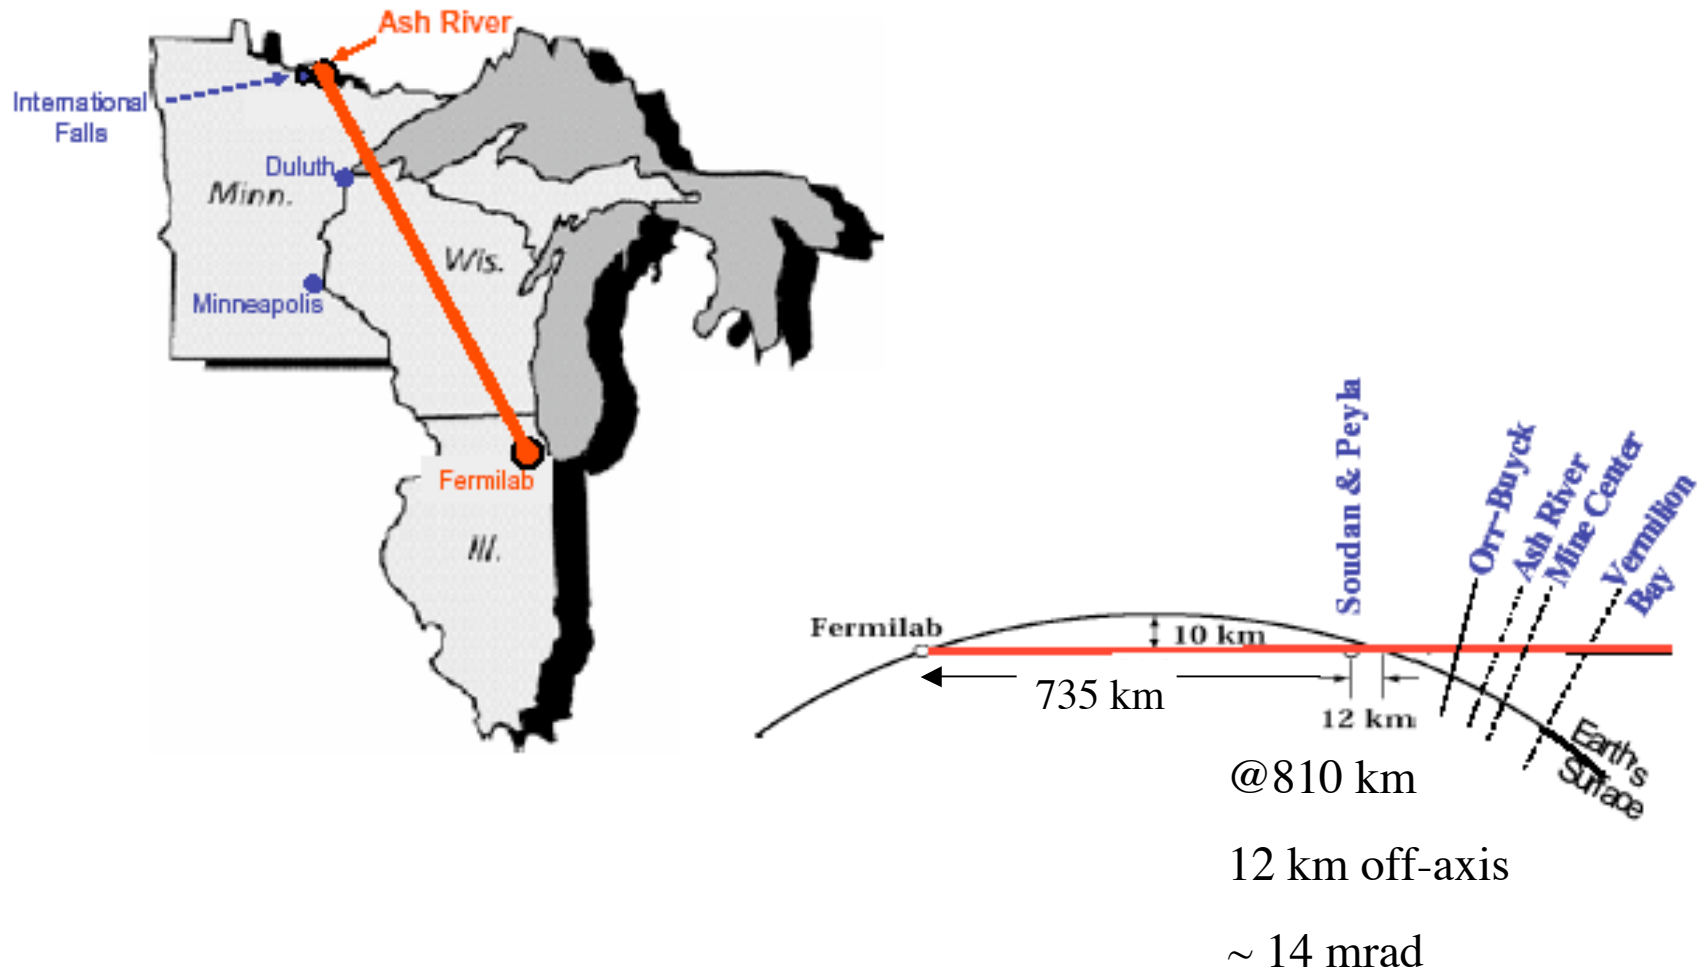 Ash River
International
Falls
Duluth
Minn.
Wis.
Minneapolis
Fermilab
Ill.
Soudan & Peyla
Orr-Buyck
Ash River
Mine Center
Vermilion
Bay
Fermilab
10 km
735 km
12 km
Earth's
Surface
@810 km
12 km off-axis
~ 14 mrad